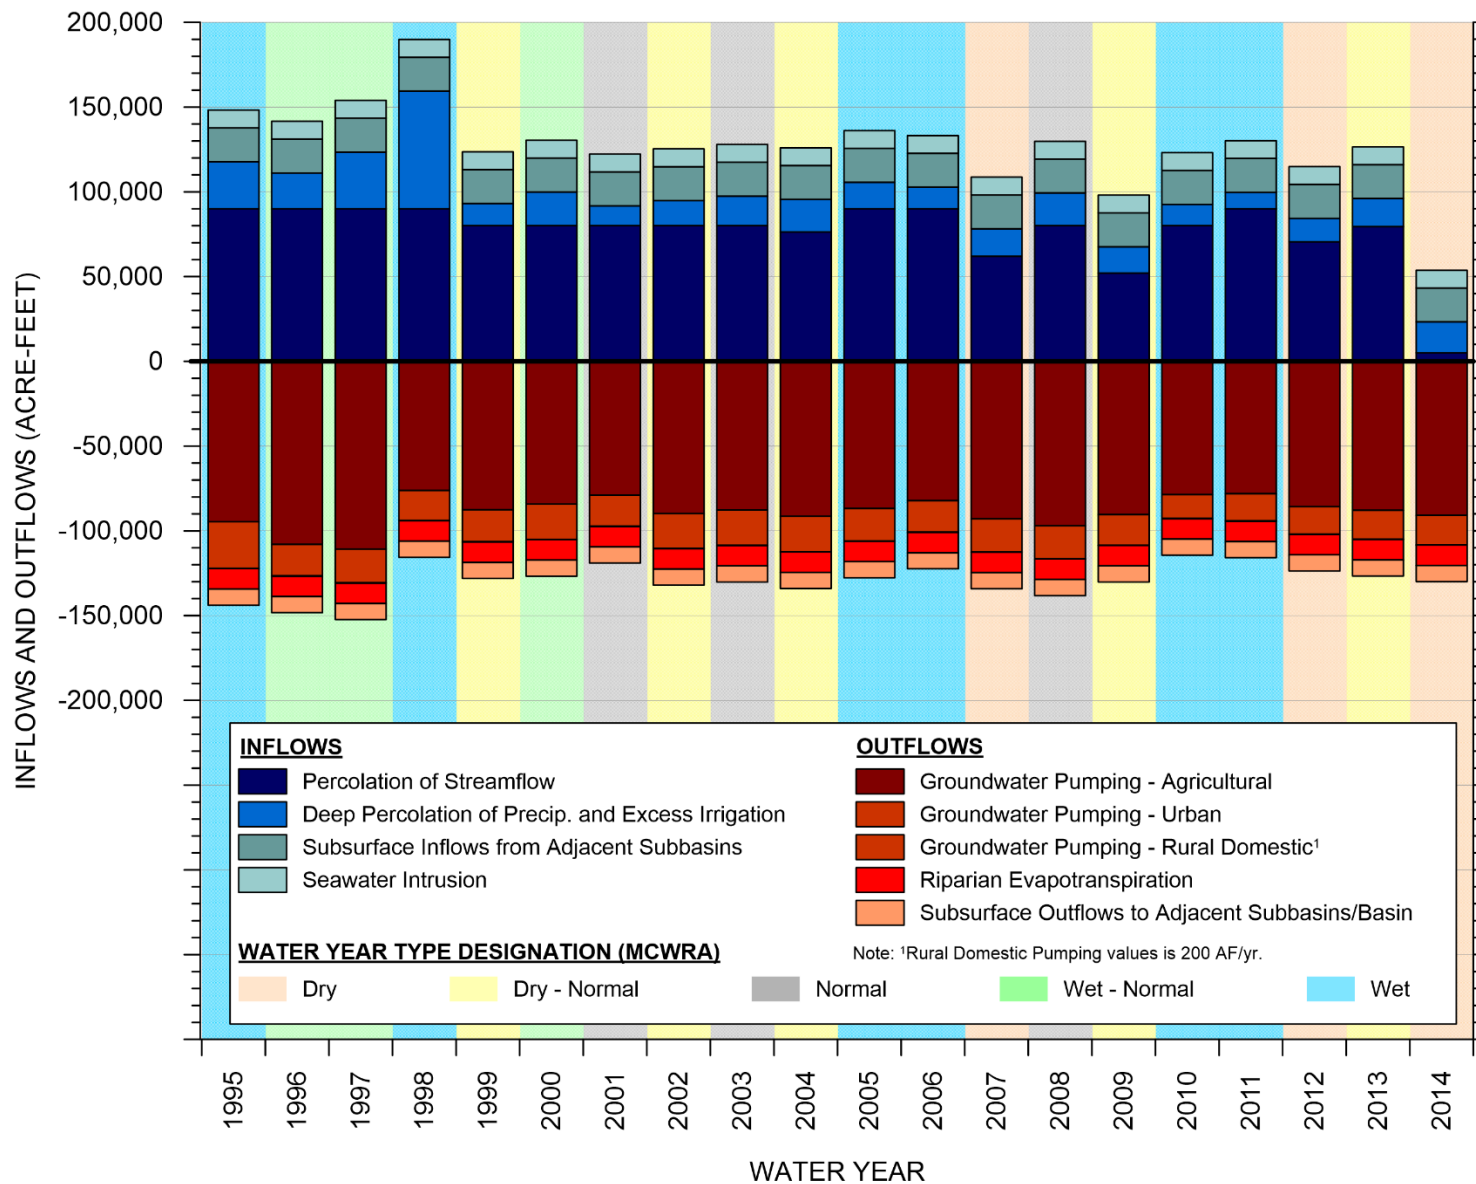 200,000
150,000
100,000
50,000
0
-50,000
-100,000
-150,000
-200,000
INFLOWS AND OUTFLOWS (ACRE-FEET)
INFLOWS
Percolation of Streamflow
Deep Percolation of Precip. and Excess Irrigation
Subsurface Inflows from Adjacent Subbasins
Seawater Intrusion
OUTFLOWS
Groundwater Pumping - Agricultural
Groundwater Pumping - Urban
Groundwater Pumping - Rural Domestic¹
Riparian Evapotranspiration
Subsurface Outflows to Adjacent Subbasins/Basin
Note: ¹Rural Domestic Pumping values is 200 AF/yr.
WATER YEAR TYPE DESIGNATION (MCWRA)
Dry
Dry - Normal
Normal
Wet - Normal
Wet
1995
1996
1997
1998
1999
2000
2001
2002
2003
2004
2005
2006
2007
2008
2009
2010
2011
2012
2013
2014
WATER YEAR